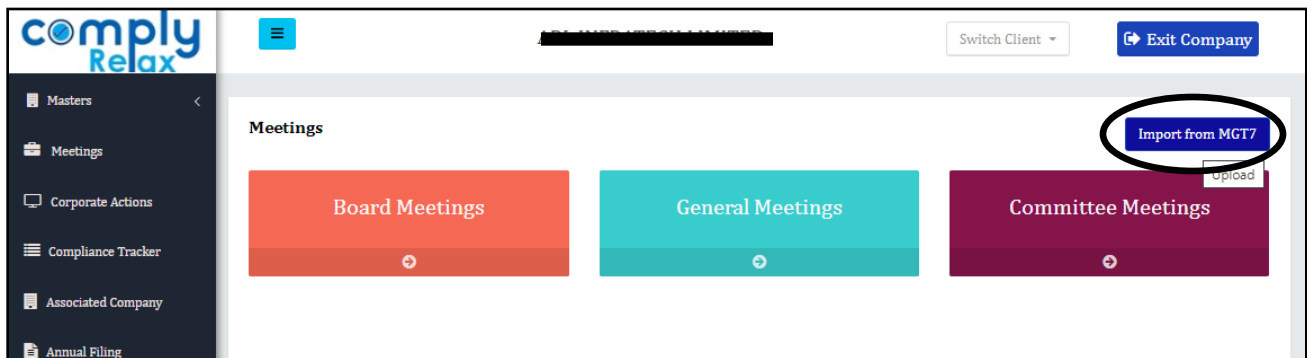 comply
Relax
Switch Client
Exit Company
Masters
Meetings
Import from MGT7
Meetings
Upload
Corporate Actions
Board Meetings
General Meetings
Committee Meetings
Compliance Tracker
Associated Company
Annual Filing